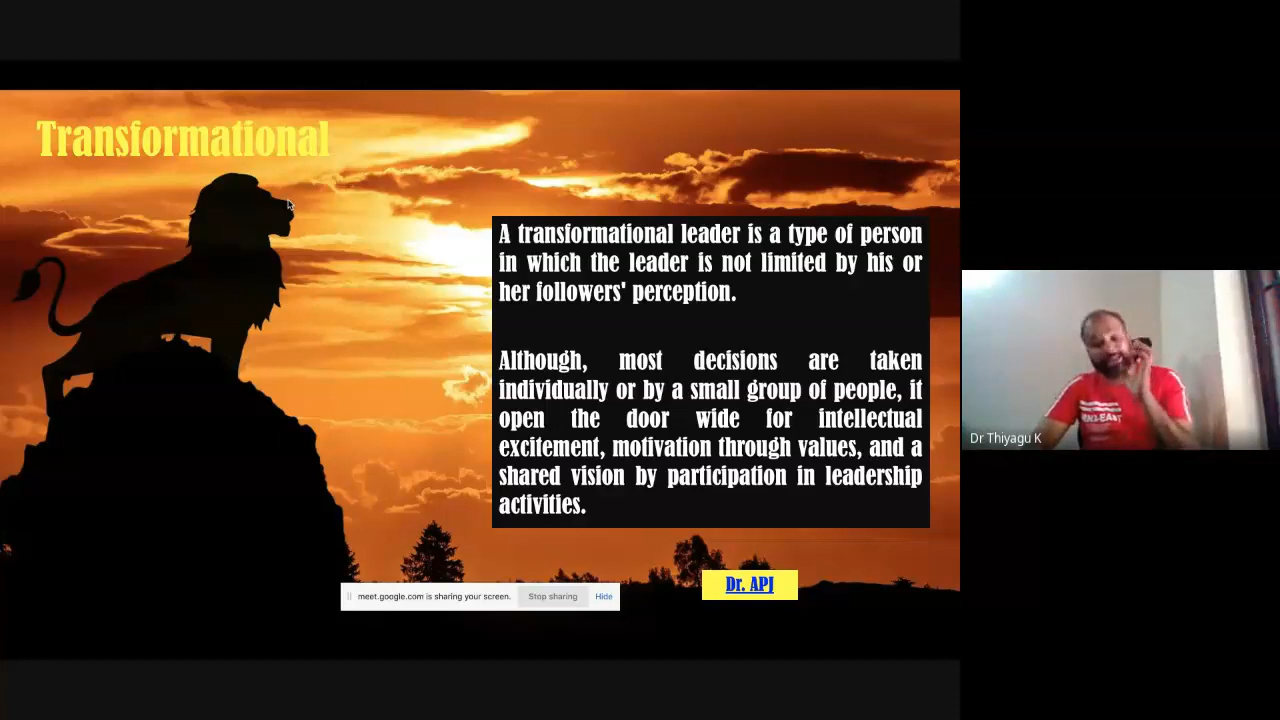 Transformational
A transformational leader is a type of person
in which the leader is not limited by his or
her followers' perception.
Although, most decisions are taken
individually or by a small group of people, it
open the door wide for intellectual
excitement, motivation through values, and a
shared vision by participation in leadership
activities.
Dr. APJ
meet.google.com is sharing your screen. Stop sharing Hide
Dr Thiyagu K